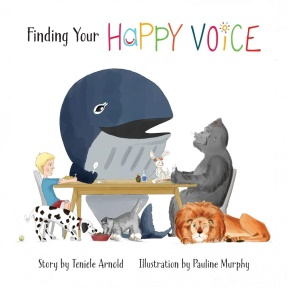 Finding Your HaPPY VOiCE
Story by Teniele Arnold Illustration by Pauline Murphy